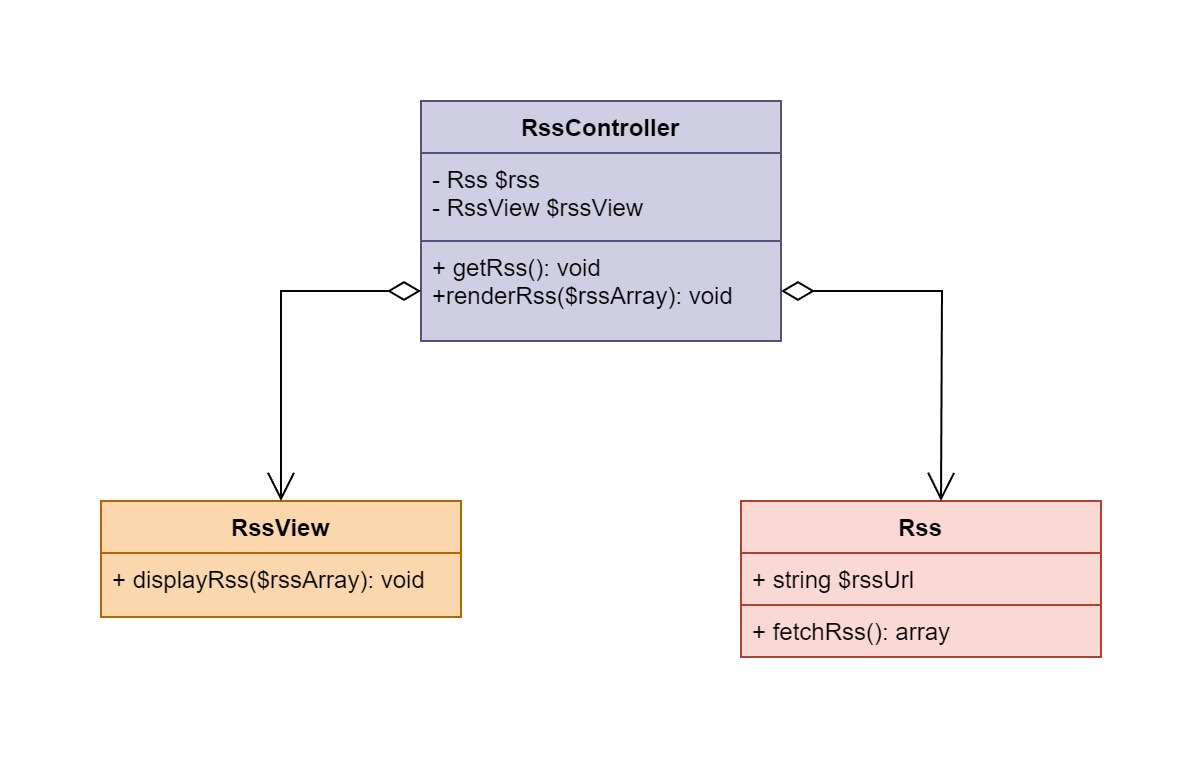 RssController
- Rss $rss
- RssView $rssView
+ getRss(): void
+renderRss($rssArray): void
RssView
+ displayRss($rssArray): void
Rss
+ string $rssUrl
+ fetchRss(): array